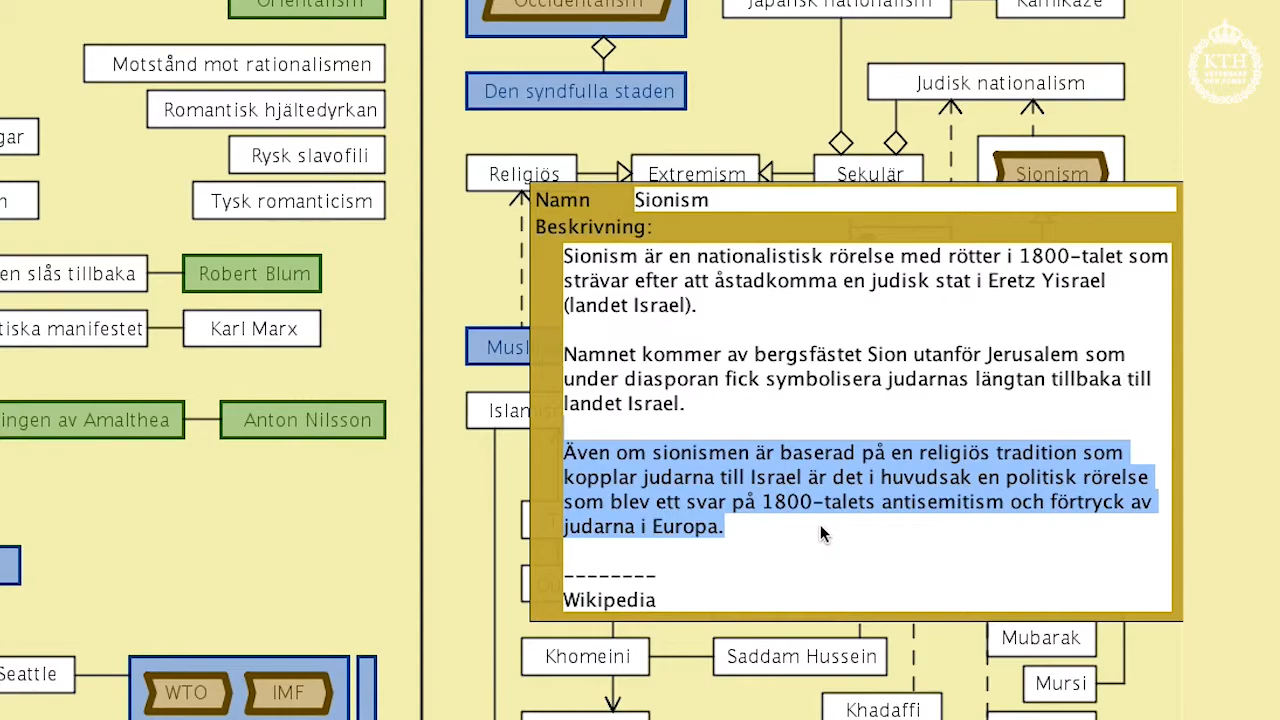 Orientalism
Occidentalism
Japansk nationalism
Kamikaze
KTH
Motstånd mot rationalismen
Judisk nationalism
Den syndfulla staden
Romantisk hjältedyrkan
gar
Rysk slavofili
Religiös
Extremism
Sekulär
Sionism
n
Tysk romanticism
Namn
Sionism
Beskrivning:
Sionism är en nationalistisk rörelse med rötter i 1800-talet som
strävar efter att åstadkomma en judisk stat i Eretz Yisrael
(landet Israel).
Namnet kommer av bergsfästet Sion utanför Jerusalem som
under diasporan fick symbolisera judarnas längtan tillbaka till
landet Israel.
Även om sionismen är baserad på en religiös tradition som
kopplar judarna till Israel är det i huvudsak en politisk rörelse
som blev ett svar på 1800-talets antisemitism och förtryck av
judarna i Europa.
--------
Wikipedia
en slås tillbaka
Robert Blum
tiska manifestet
Karl Marx
Musl
Islamis
ingen av Amalthea
Anton Nilsson
Khomeini
Saddam Hussein
Mubarak
Mursi
Khadaffi
Seattle
WTO
IMF